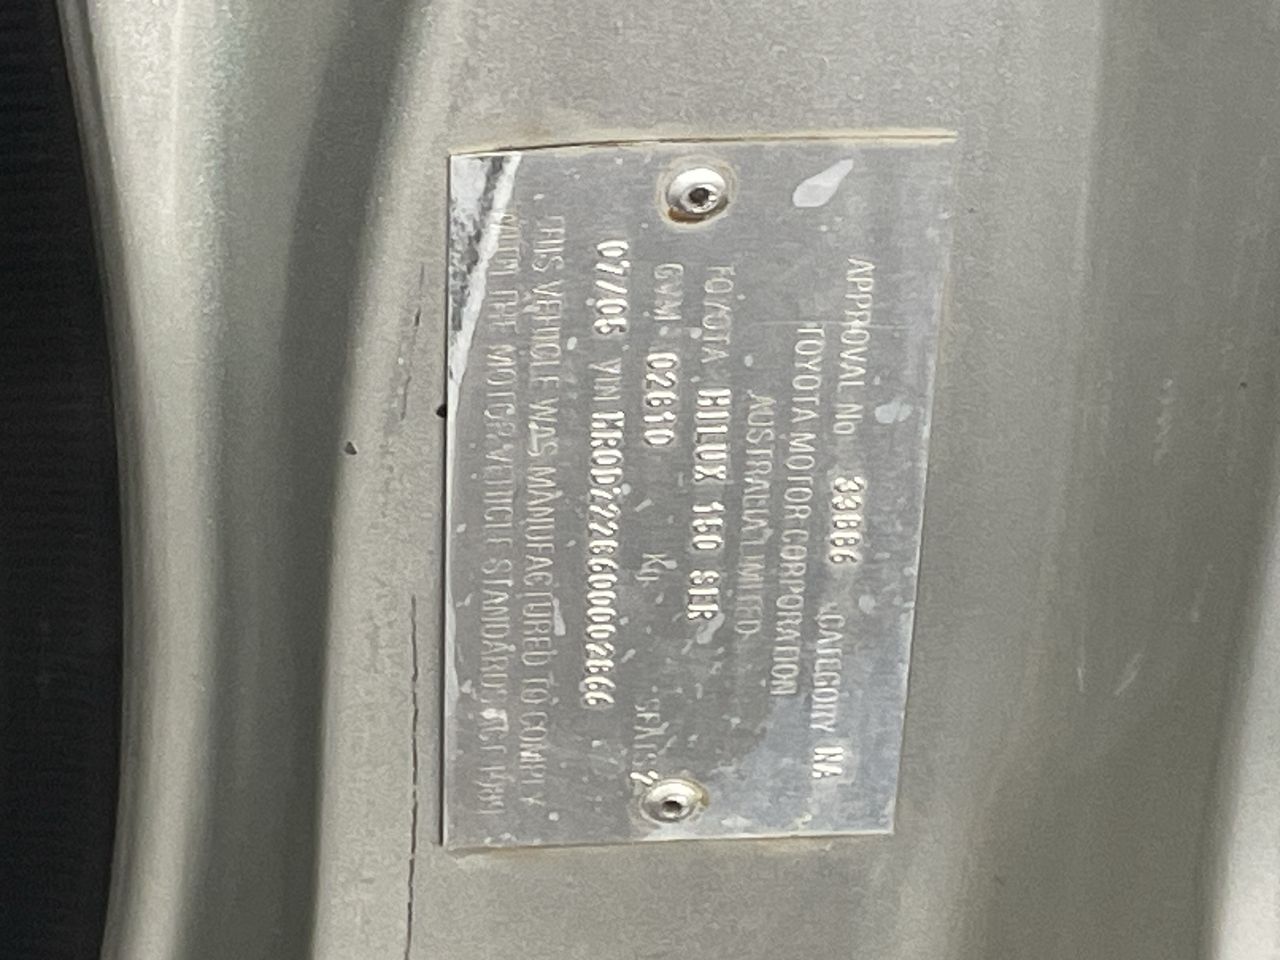 APPROVAL No 33886 CATEGORY NA
TOYOTA MOTOR CORPORATION
AUSTRALIA LIMITED
TOYOTA HILUX 150 SER
GVM 02610 kg SEATS 2
07/06 VIN
THIS VEHICLE WAS MANUFACTURED TO COMPLY
WITH THE MOTOR VEHICLE STANDARDS ACT 1989